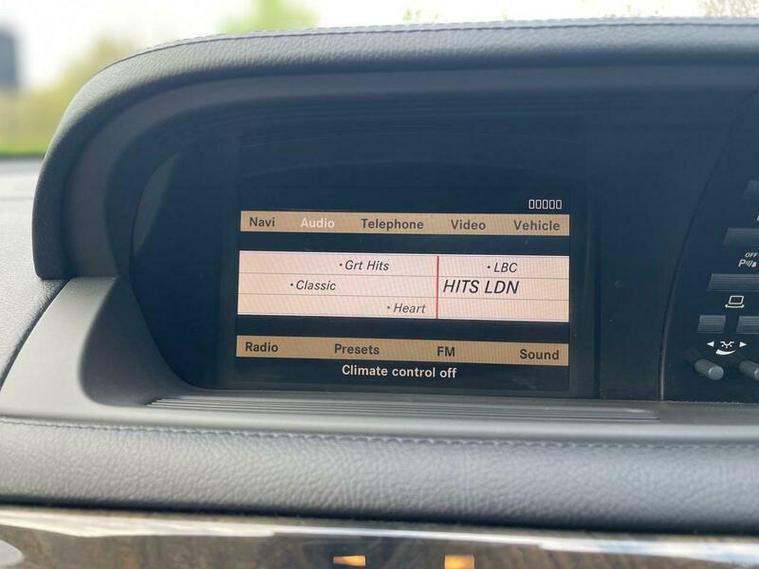 ▯▯▯▯▯
Navi Audio Telephone Video Vehicle
·Grt Hits ·LBC
·Classic HITS LDN
·Heart
Radio Presets FM Sound
Climate control off
OFF
P